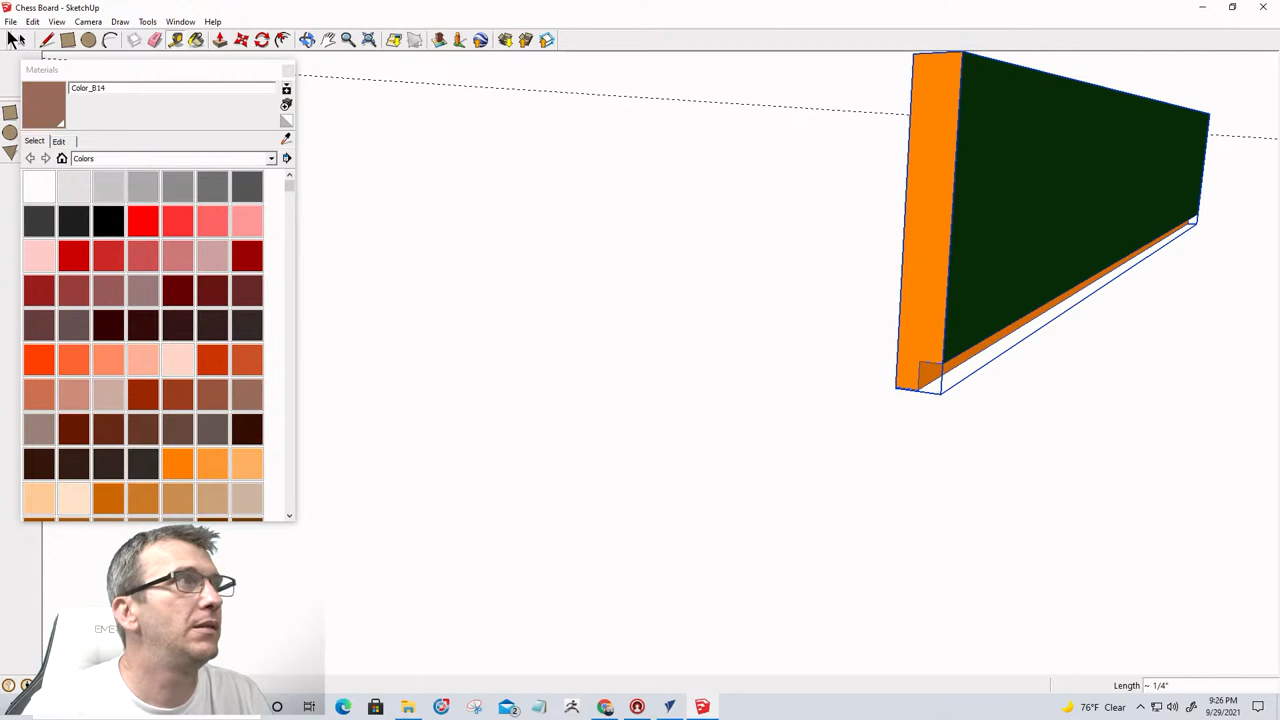 Chess Board - SketchUp
File Edit View Camera Draw Tools Window Help
Materials
Color_B14
Select Edit
Colors
Length ~ 1/4"
76°F Clear
9:26 PM
9/29/2021